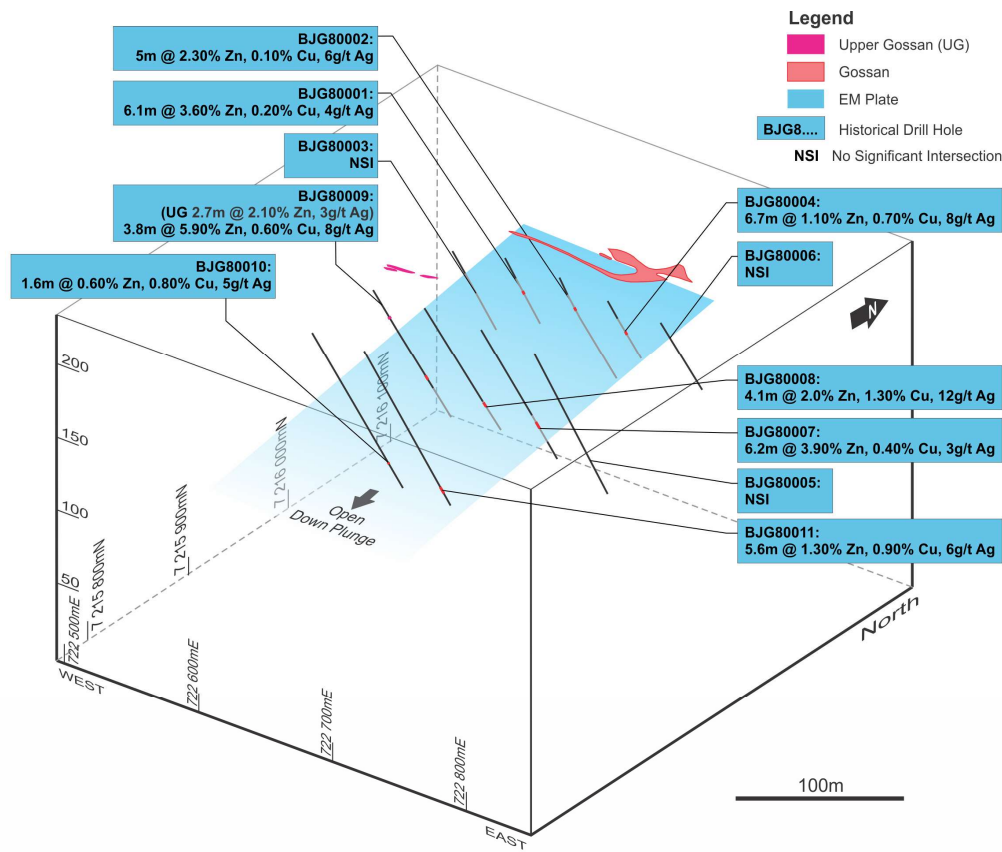 Legend
Upper Gossan (UG)
Gossan
EM Plate
BJG8.... Historical Drill Hole
NSI No Significant Intersection
BJG80002:
5m @ 2.30% Zn, 0.10% Cu, 6g/t Ag
BJG80001:
6.1m @ 3.60% Zn, 0.20% Cu, 4g/t Ag
BJG80003:
NSI
BJG80009:
(UG 2.7m @ 2.10% Zn, 3g/t Ag)
3.8m @ 5.90% Zn, 0.60% Cu, 8g/t Ag
BJG80010:
1.6m @ 0.60% Zn, 0.80% Cu, 5g/t Ag
BJG80004:
6.7m @ 1.10% Zn, 0.70% Cu, 8g/t Ag
BJG80006:
NSI
N
BJG80008:
4.1m @ 2.0% Zn, 1.30% Cu, 12g/t Ag
BJG80007:
6.2m @ 3.90% Zn, 0.40% Cu, 3g/t Ag
BJG80005:
NSI
BJG80011:
5.6m @ 1.30% Zn, 0.90% Cu, 6g/t Ag
200
150
100
50
7 216 100mN
7 216 000mN
7 215 900mN
7 215 800mN
Open
Down Plunge
722 500mE
722 600mE
722 700mE
722 800mE
WEST
EAST
North
100m